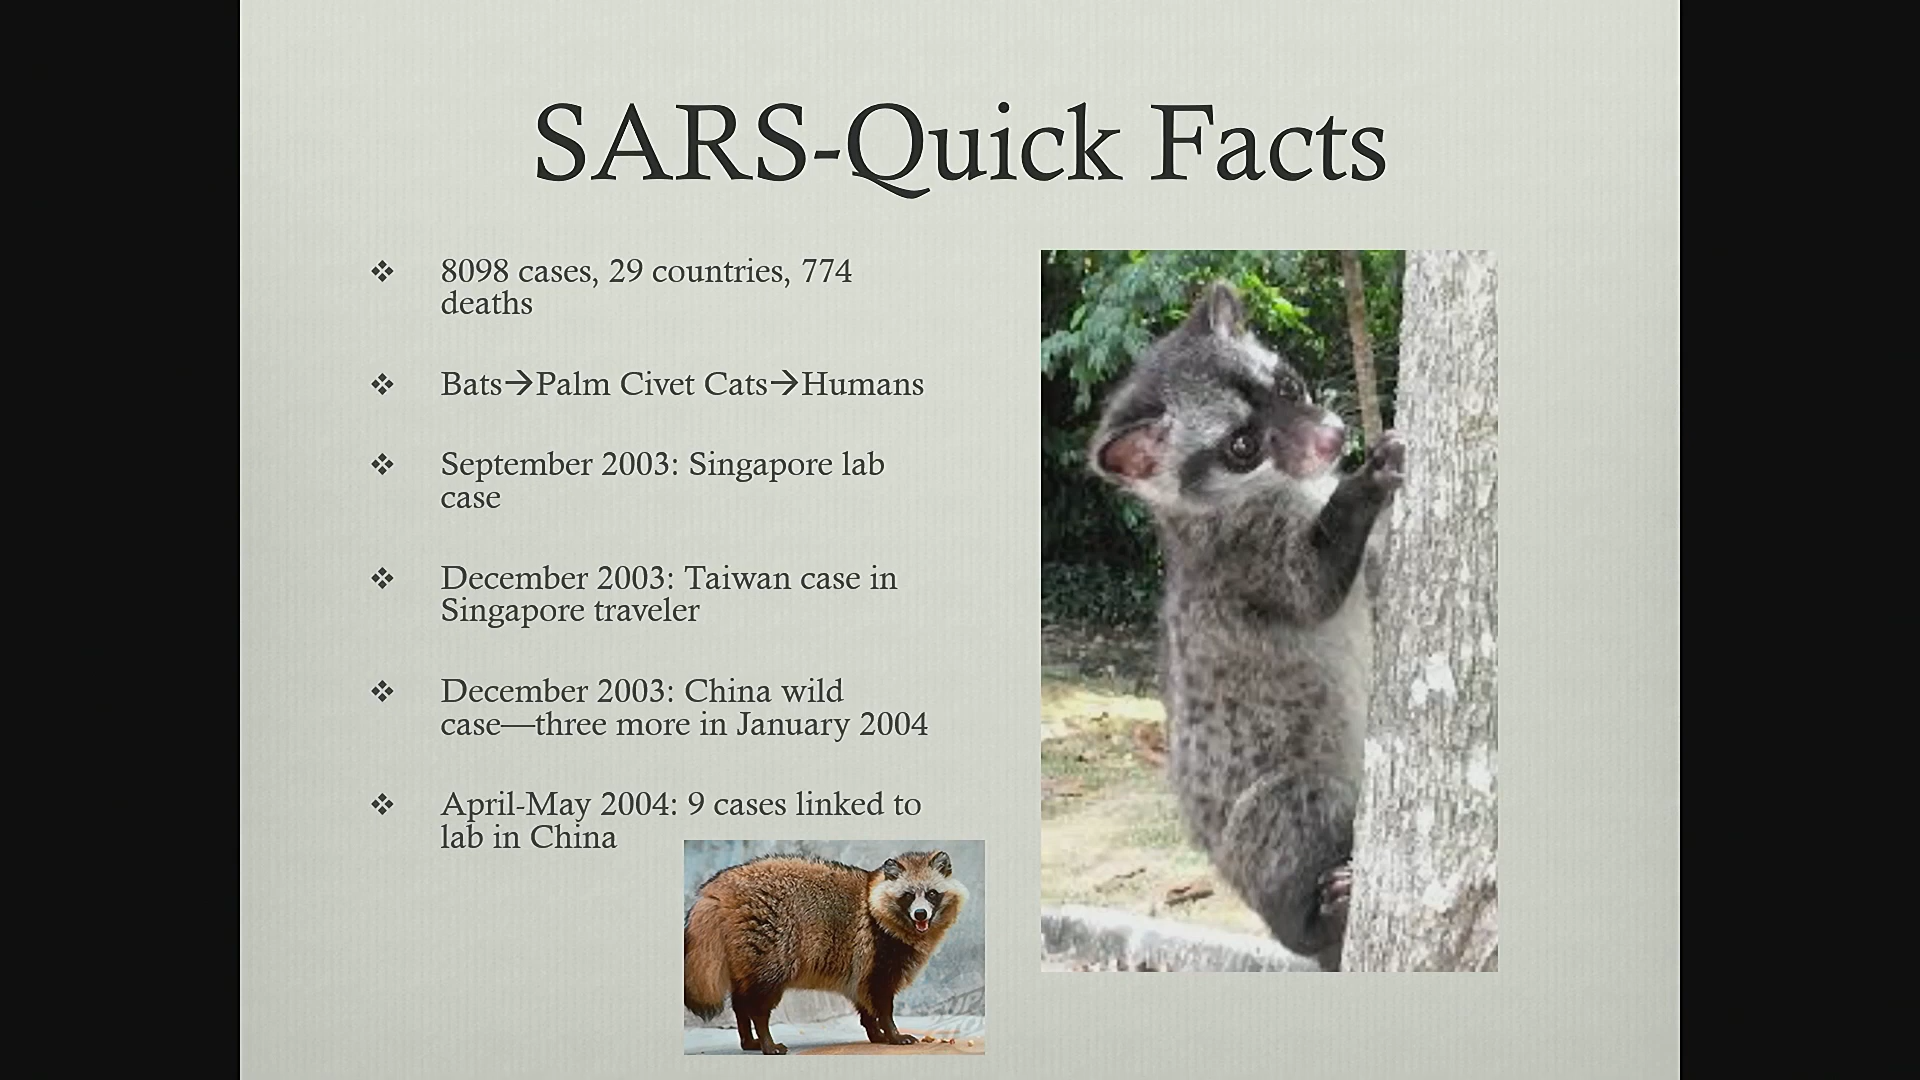 SARS-Quick Facts
❖ 8098 cases, 29 countries, 774
deaths
❖ Bats→Palm Civet Cats→Humans
❖ September 2003: Singapore lab
case
❖ December 2003: Taiwan case in
Singapore traveler
❖ December 2003: China wild
case—three more in January 2004
❖ April-May 2004: 9 cases linked to
lab in China